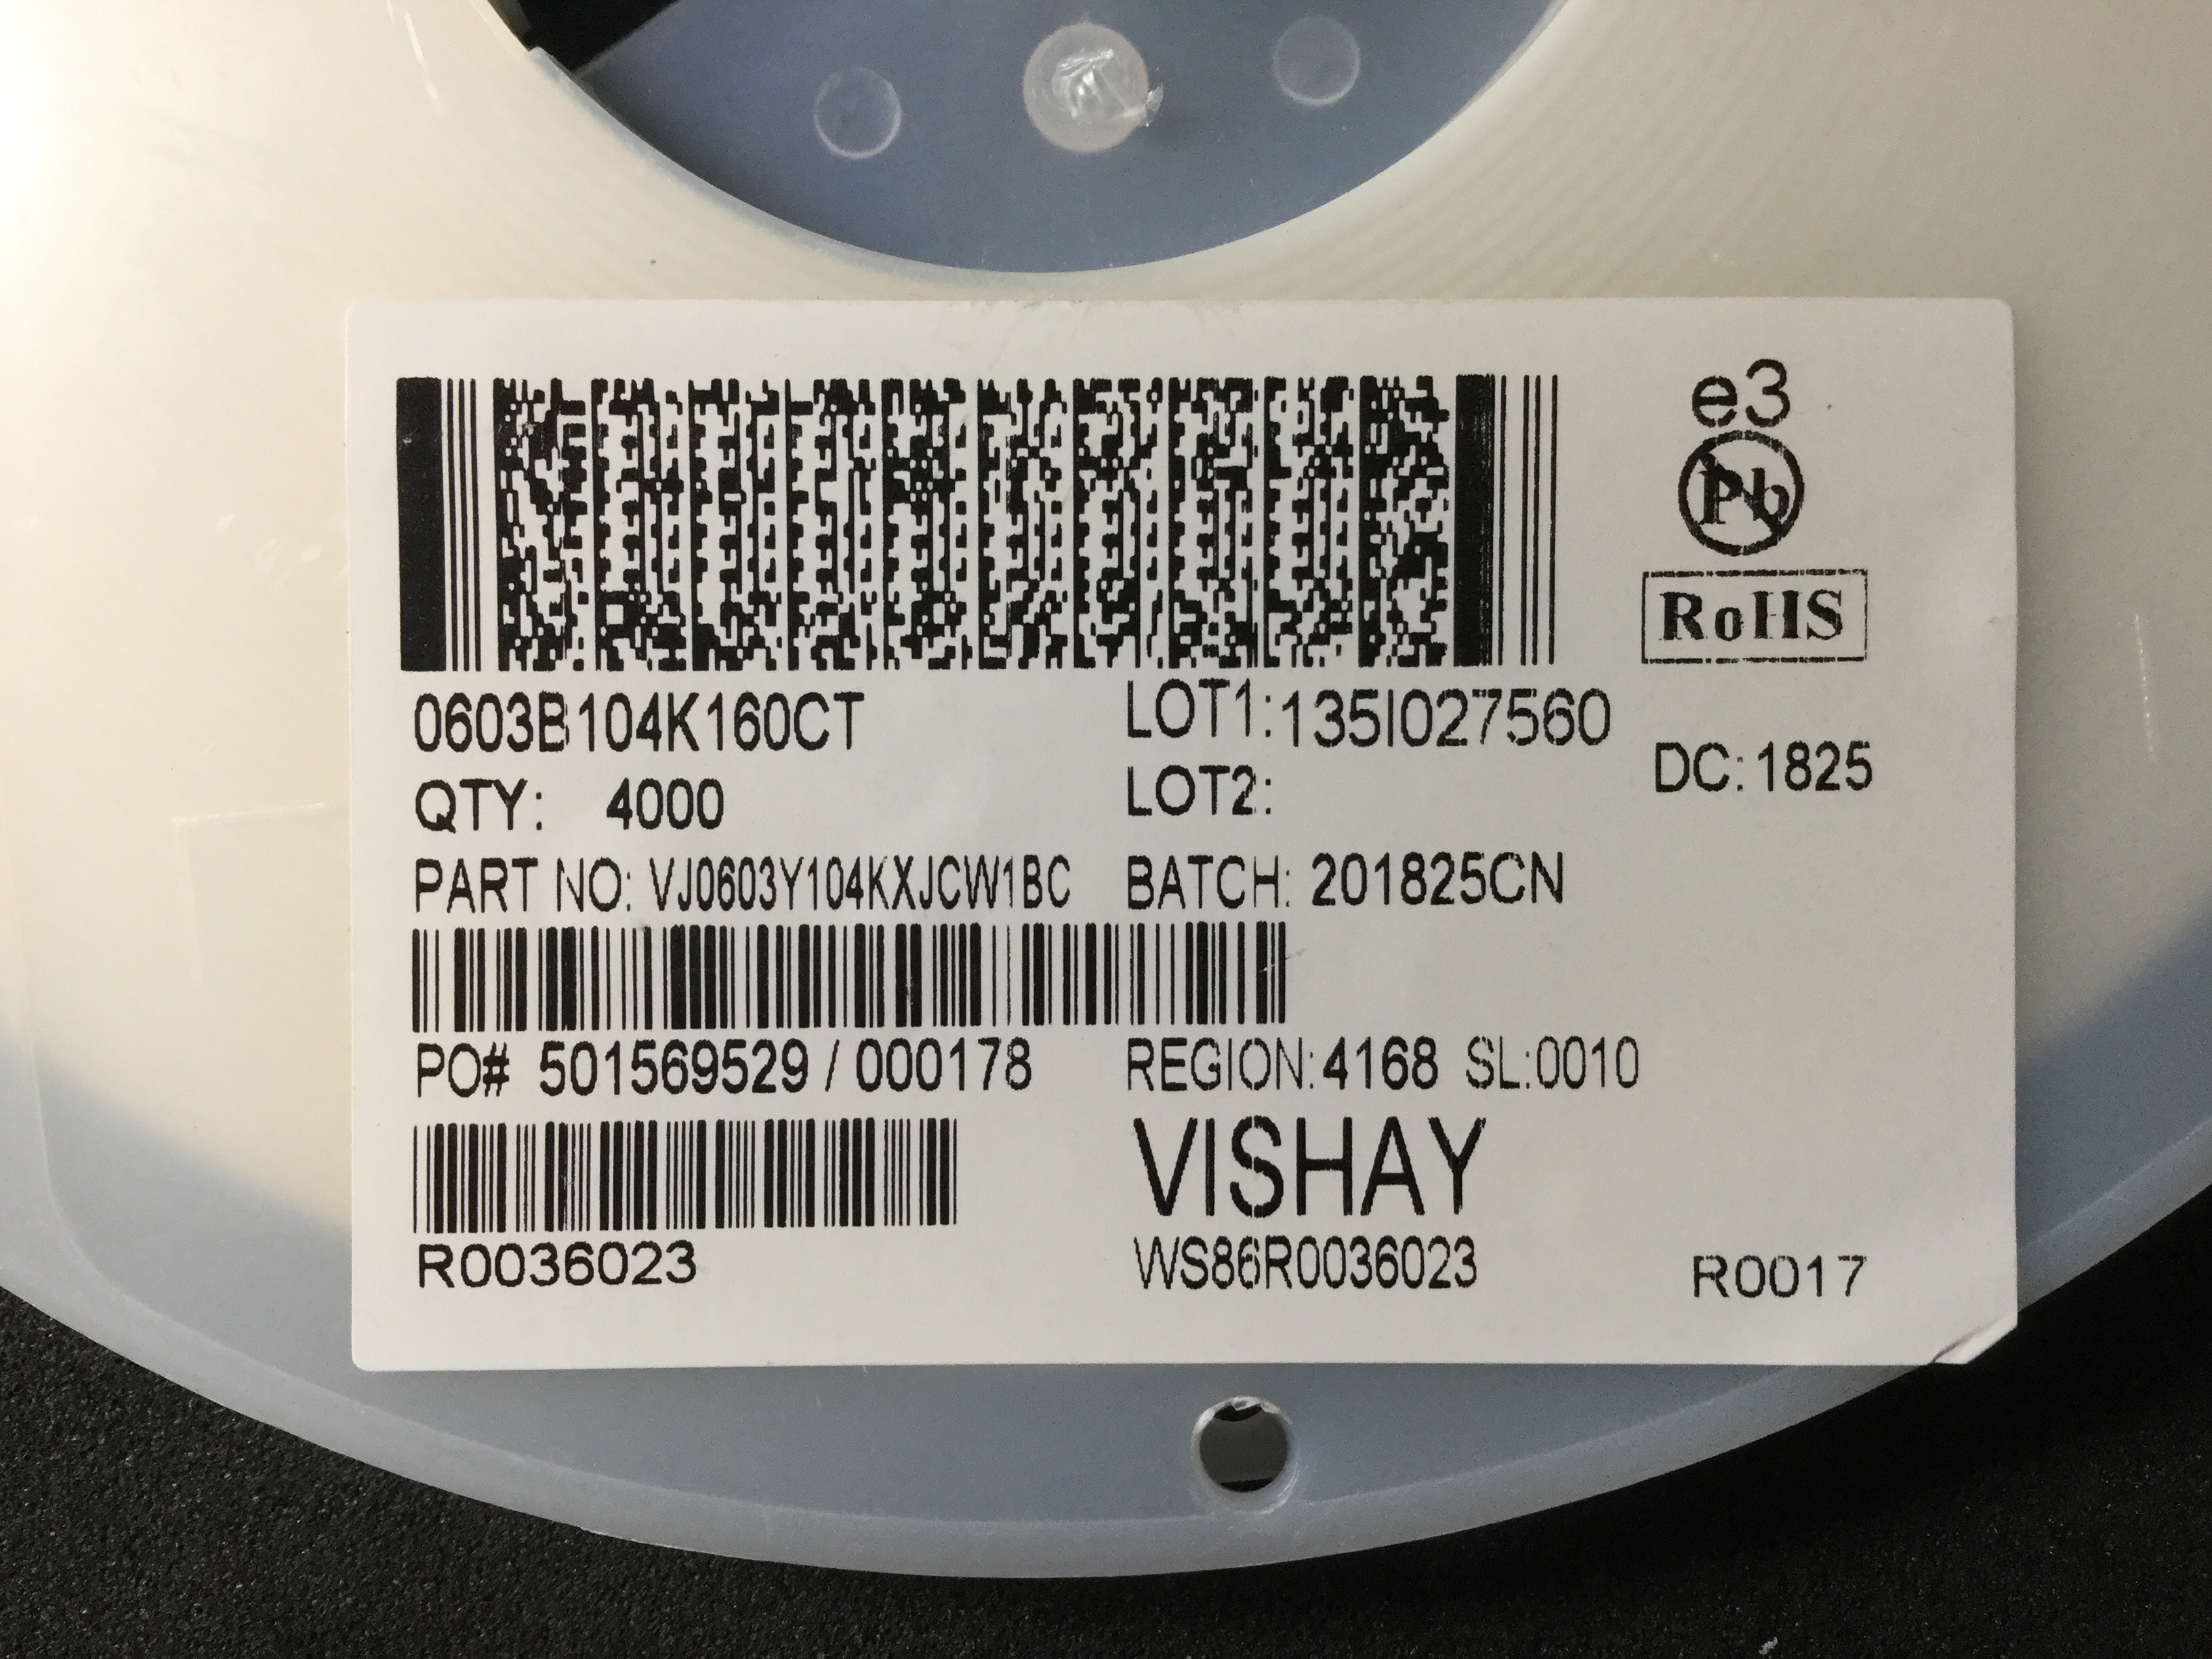 e3
Pb
RoHS
0603B104K160CT
LOT1:135I027560
QTY: 4000
LOT2:
DC:1825
PART NO: VJ0603Y104KXJCW1BC
BATCH: 201825CN
PO# 501569529 / 000178
REGION:4168 SL:0010
VISHAY
R0036023
WS86R0036023
R0017